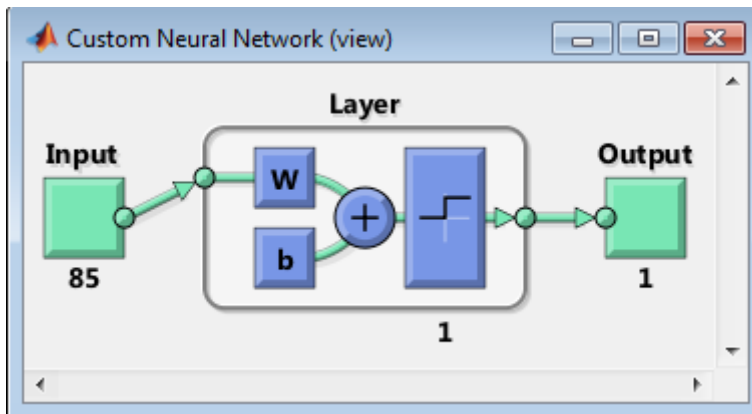 Custom Neural Network (view)
Layer
Input
Output
W
+
b
85
1
1